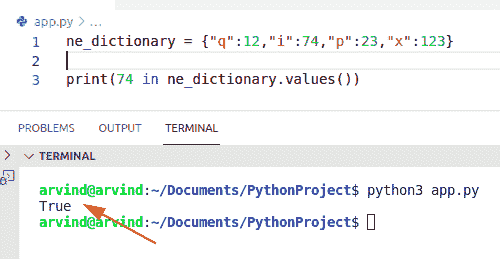 app.py > ...
1 ne_dictionary = {"q":12,"i":74,"p":23,"x":123}
2
3 print(74 in ne_dictionary.values())
PROBLEMS OUTPUT TERMINAL
TERMINAL
arvind@arvind:~/Documents/PythonProject$ python3 app.py
True
arvind@arvind:~/Documents/PythonProject$